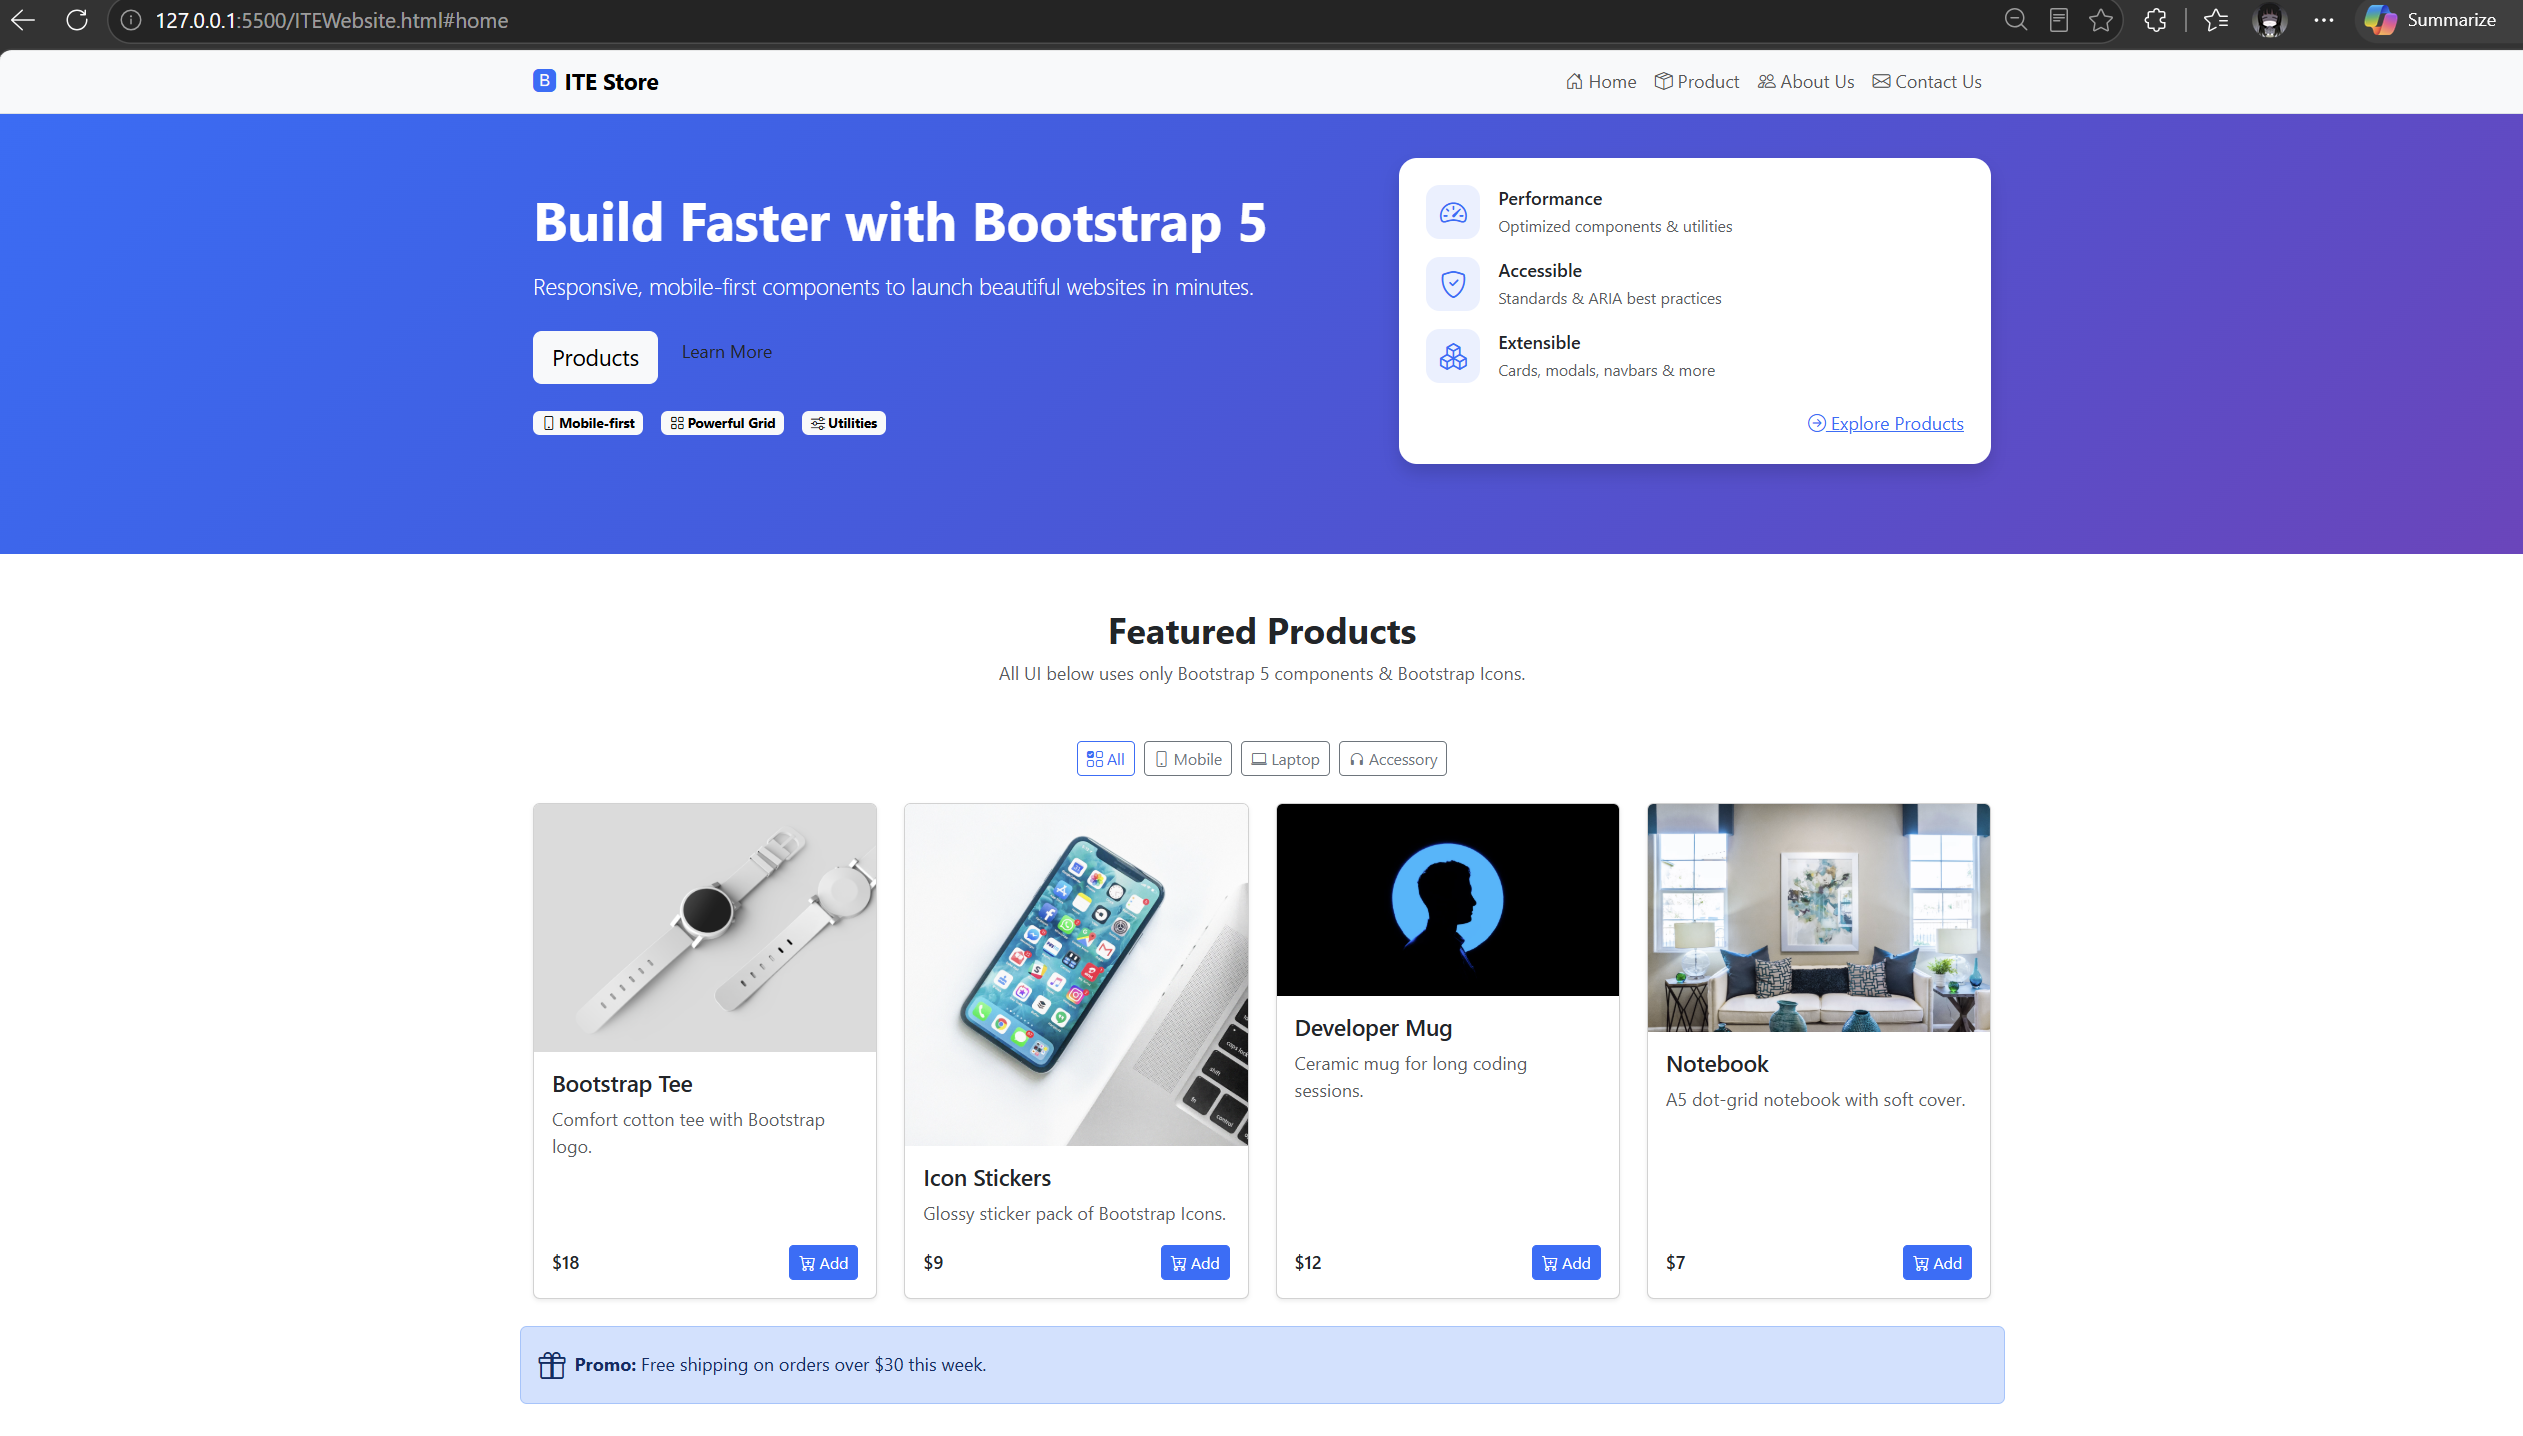 127.0.0.1:5500/ITEWebsite.html#home
Summarize
B ITE Store
Home Product About Us Contact Us
Build Faster with Bootstrap 5
Responsive, mobile-first components to launch beautiful websites in minutes.
Products Learn More
Mobile-first Powerful Grid Utilities
Performance
Optimized components & utilities
Accessible
Standards & ARIA best practices
Extensible
Cards, modals, navbars & more
Explore Products
Featured Products
All UI below uses only Bootstrap 5 components & Bootstrap Icons.
All Mobile Laptop Accessory
Bootstrap Tee
Comfort cotton tee with Bootstrap
logo.
$18 Add
caps lock
shift
fn
control
Icon Stickers
Glossy sticker pack of Bootstrap Icons.
$9 Add
Developer Mug
Ceramic mug for long coding
sessions.
$12 Add
Notebook
A5 dot-grid notebook with soft cover.
$7 Add
Promo: Free shipping on orders over $30 this week.